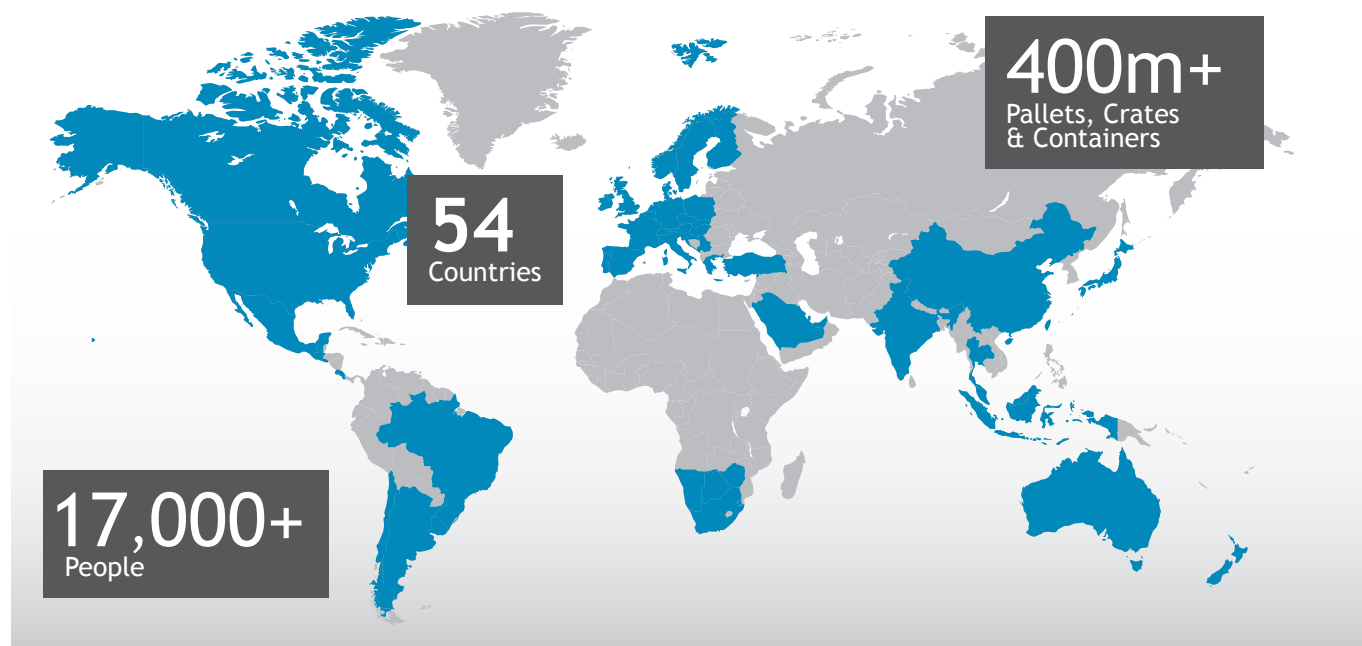 400m+
Pallets, Crates
& Containers
54
Countries
17,000+
People